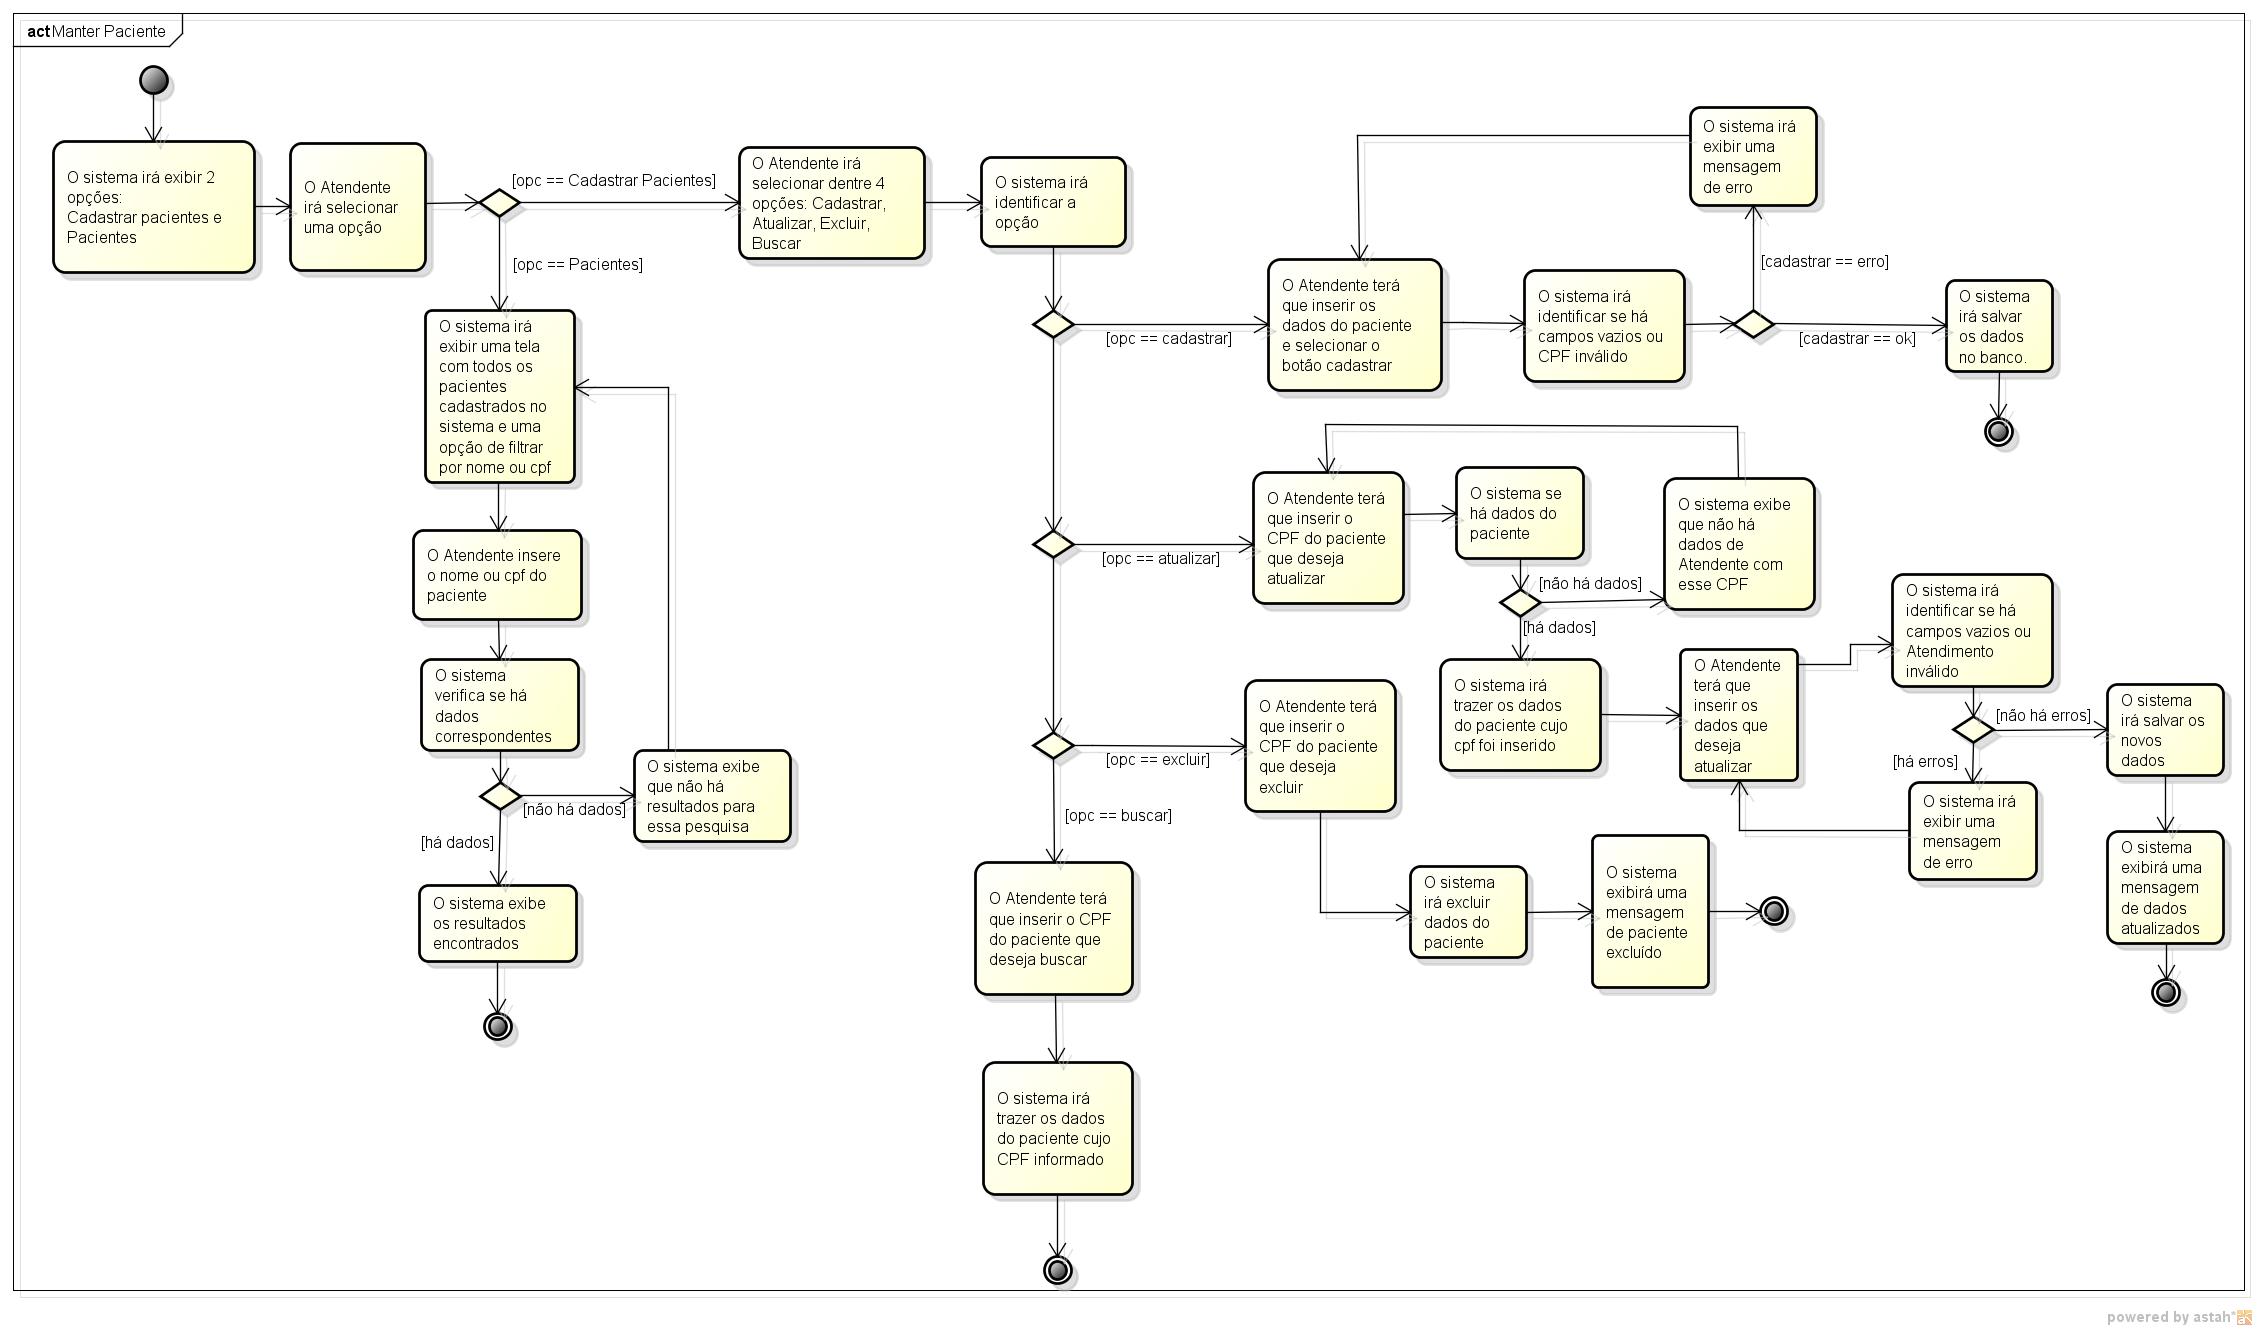 act Manter Paciente
O sistema irá exibir 2
opções:
Cadastrar pacientes e
Pacientes
O Atendente
irá selecionar
uma opção
[opc == Cadastrar Pacientes]
[opc == Pacientes]
O Atendente irá
selecionar dentre 4
opções: Cadastrar,
Atualizar, Excluir,
Buscar
O sistema irá
identificar a
opção
O sistema irá
exibir uma tela
com todos os
pacientes
cadastrados no
sistema e uma
opção de filtrar
por nome ou cpf
O Atendente insere
o nome ou cpf do
paciente
O sistema
verifica se há
dados
correspondentes
[não há dados]
O sistema exibe
que não há
resultados para
essa pesquisa
[há dados]
O sistema exibe
os resultados
encontrados
[opc == cadastrar]
O Atendente terá
que inserir os
dados do paciente
e selecionar o
botão cadastrar
O sistema irá
identificar se há
campos vazios ou
CPF inválido
[cadastrar == erro]
O sistema irá
exibir uma
mensagem
de erro
[cadastrar == ok]
O sistema
irá salvar
os dados
no banco.
[opc == atualizar]
O Atendente terá
que inserir o
CPF do paciente
que deseja
atualizar
O sistema se
há dados do
paciente
[não há dados]
O sistema exibe
que não há
dados de
Atendente com
esse CPF
[há dados]
O sistema irá
trazer os dados
do paciente cujo
cpf foi inserido
O Atendente
terá que
inserir os
dados que
deseja
atualizar
O sistema irá
identificar se há
campos vazios ou
Atendimento
inválido
[não há erros]
O sistema
irá salvar os
novos
dados
[há erros]
O sistema irá
exibir uma
mensagem
de erro
O sistema
exibirá uma
mensagem
de dados
atualizados
[opc == excluir]
O Atendente terá
que inserir o
CPF do paciente
que deseja
excluir
O sistema
irá excluir
dados do
paciente
O sistema
exibirá uma
mensagem
de paciente
excluído
[opc == buscar]
O Atendente terá
que inserir o CPF
do paciente que
deseja buscar
O sistema irá
trazer os dados
do paciente cujo
CPF informado
powered by astah*